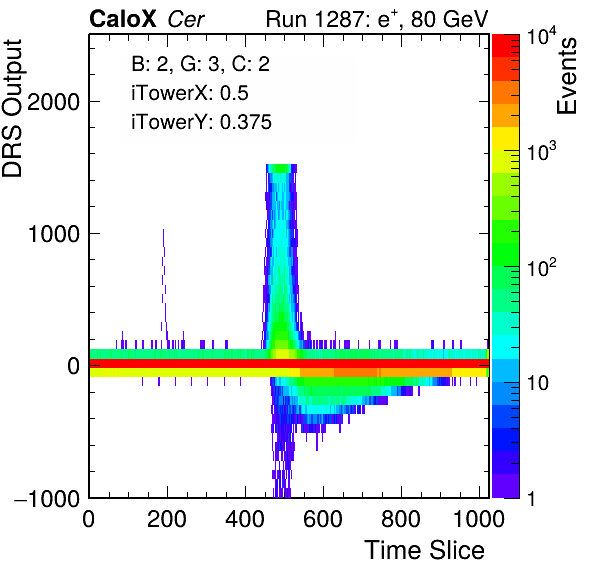 CaloX Cer Run 1287: e⁺, 80 GeV
B: 2, G: 3, C: 2
iTowerX: 0.5
iTowerY: 0.375
DRS Output
2000
1000
0
−1000
0 200 400 600 800 1000
Time Slice
Events
10⁴
10³
10²
10
1